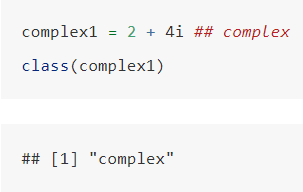 complex1 = 2 + 4i ## complex
class(complex1)
## [1] "complex"